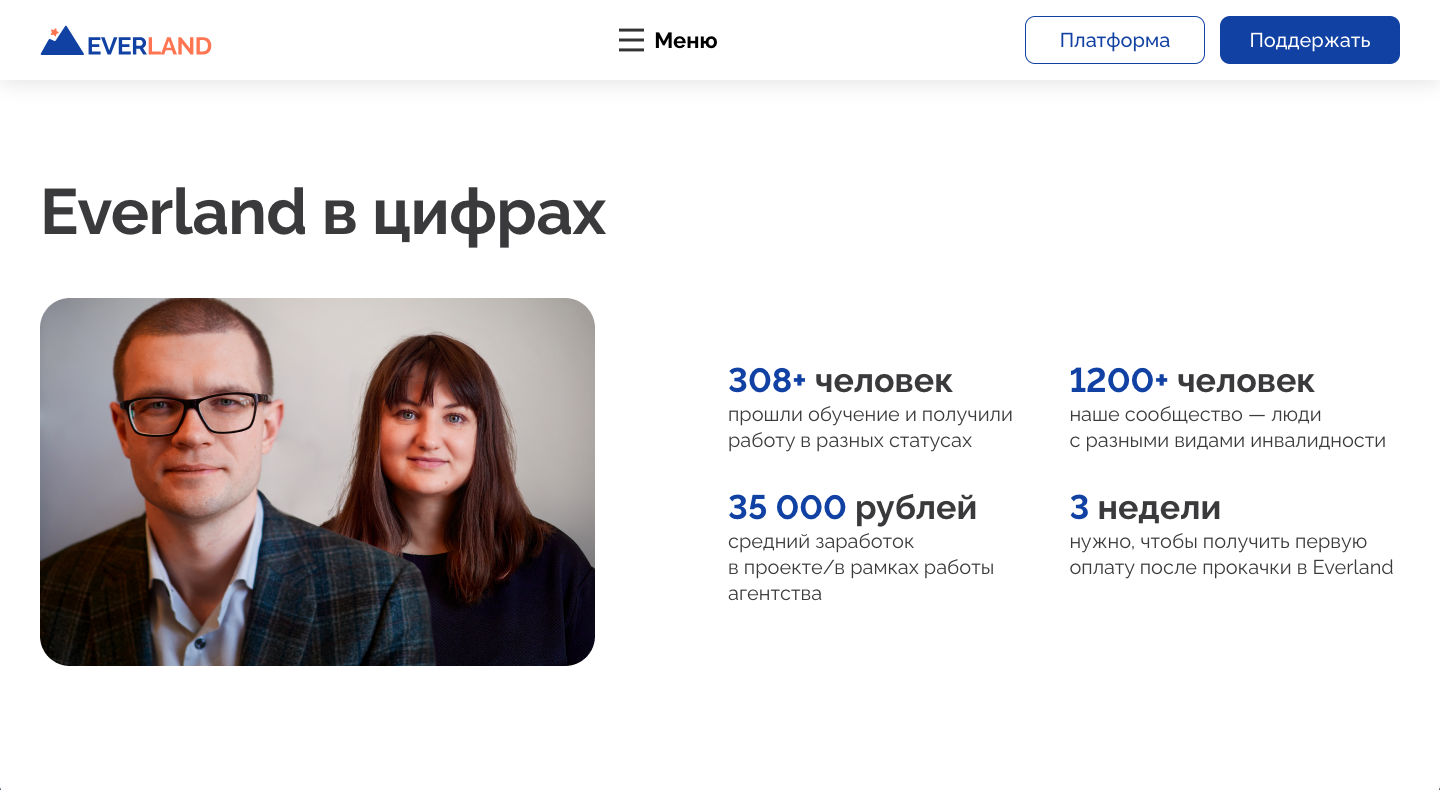 EVERLAND
Меню
Платформа
Поддержать
Everland в цифрах
308+ человек
прошли обучение и получили
работу в разных статусах
1200+ человек
наше сообщество — люди
с разными видами инвалидности
35 000 рублей
средний заработок
в проекте/в рамках работы
агентства
3 недели
нужно, чтобы получить первую
оплату после прокачки в Everland